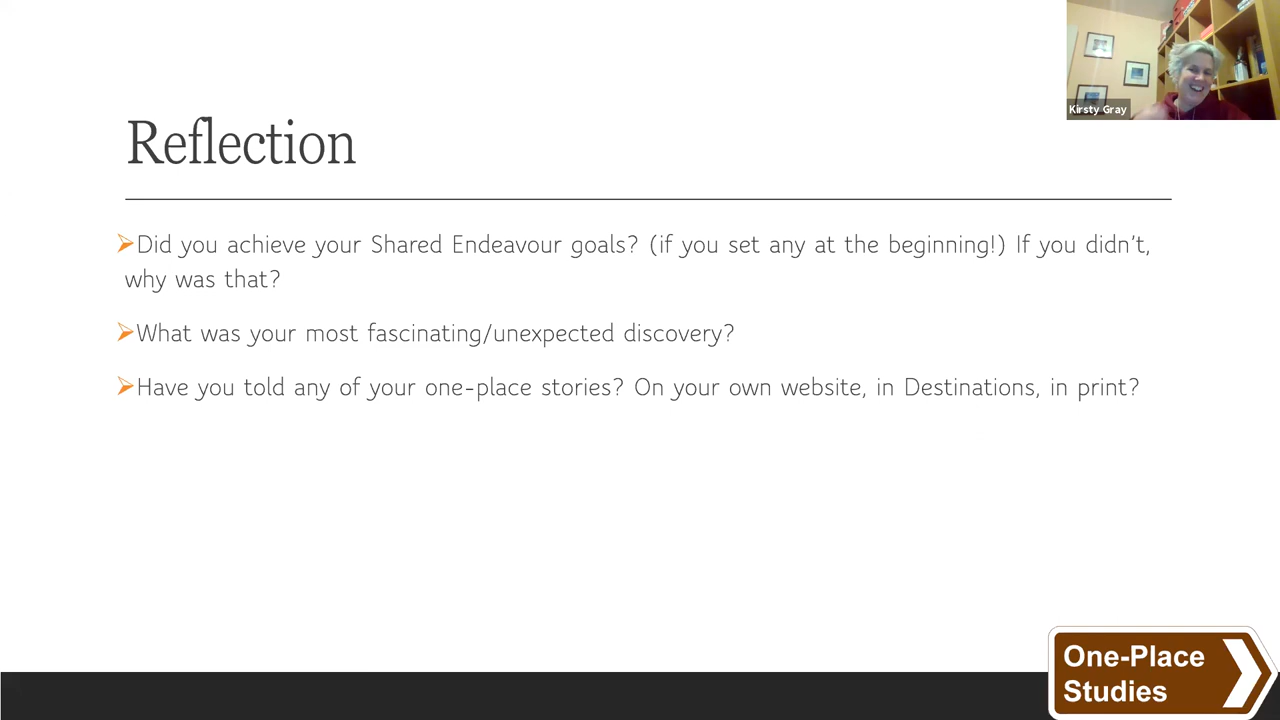 Kirsty Gray
Reflection
Did you achieve your Shared Endeavour goals? (if you set any at the beginning!) If you didn't,
why was that?
What was your most fascinating/unexpected discovery?
Have you told any of your one-place stories? On your own website, in Destinations, in print?
One-Place
Studies